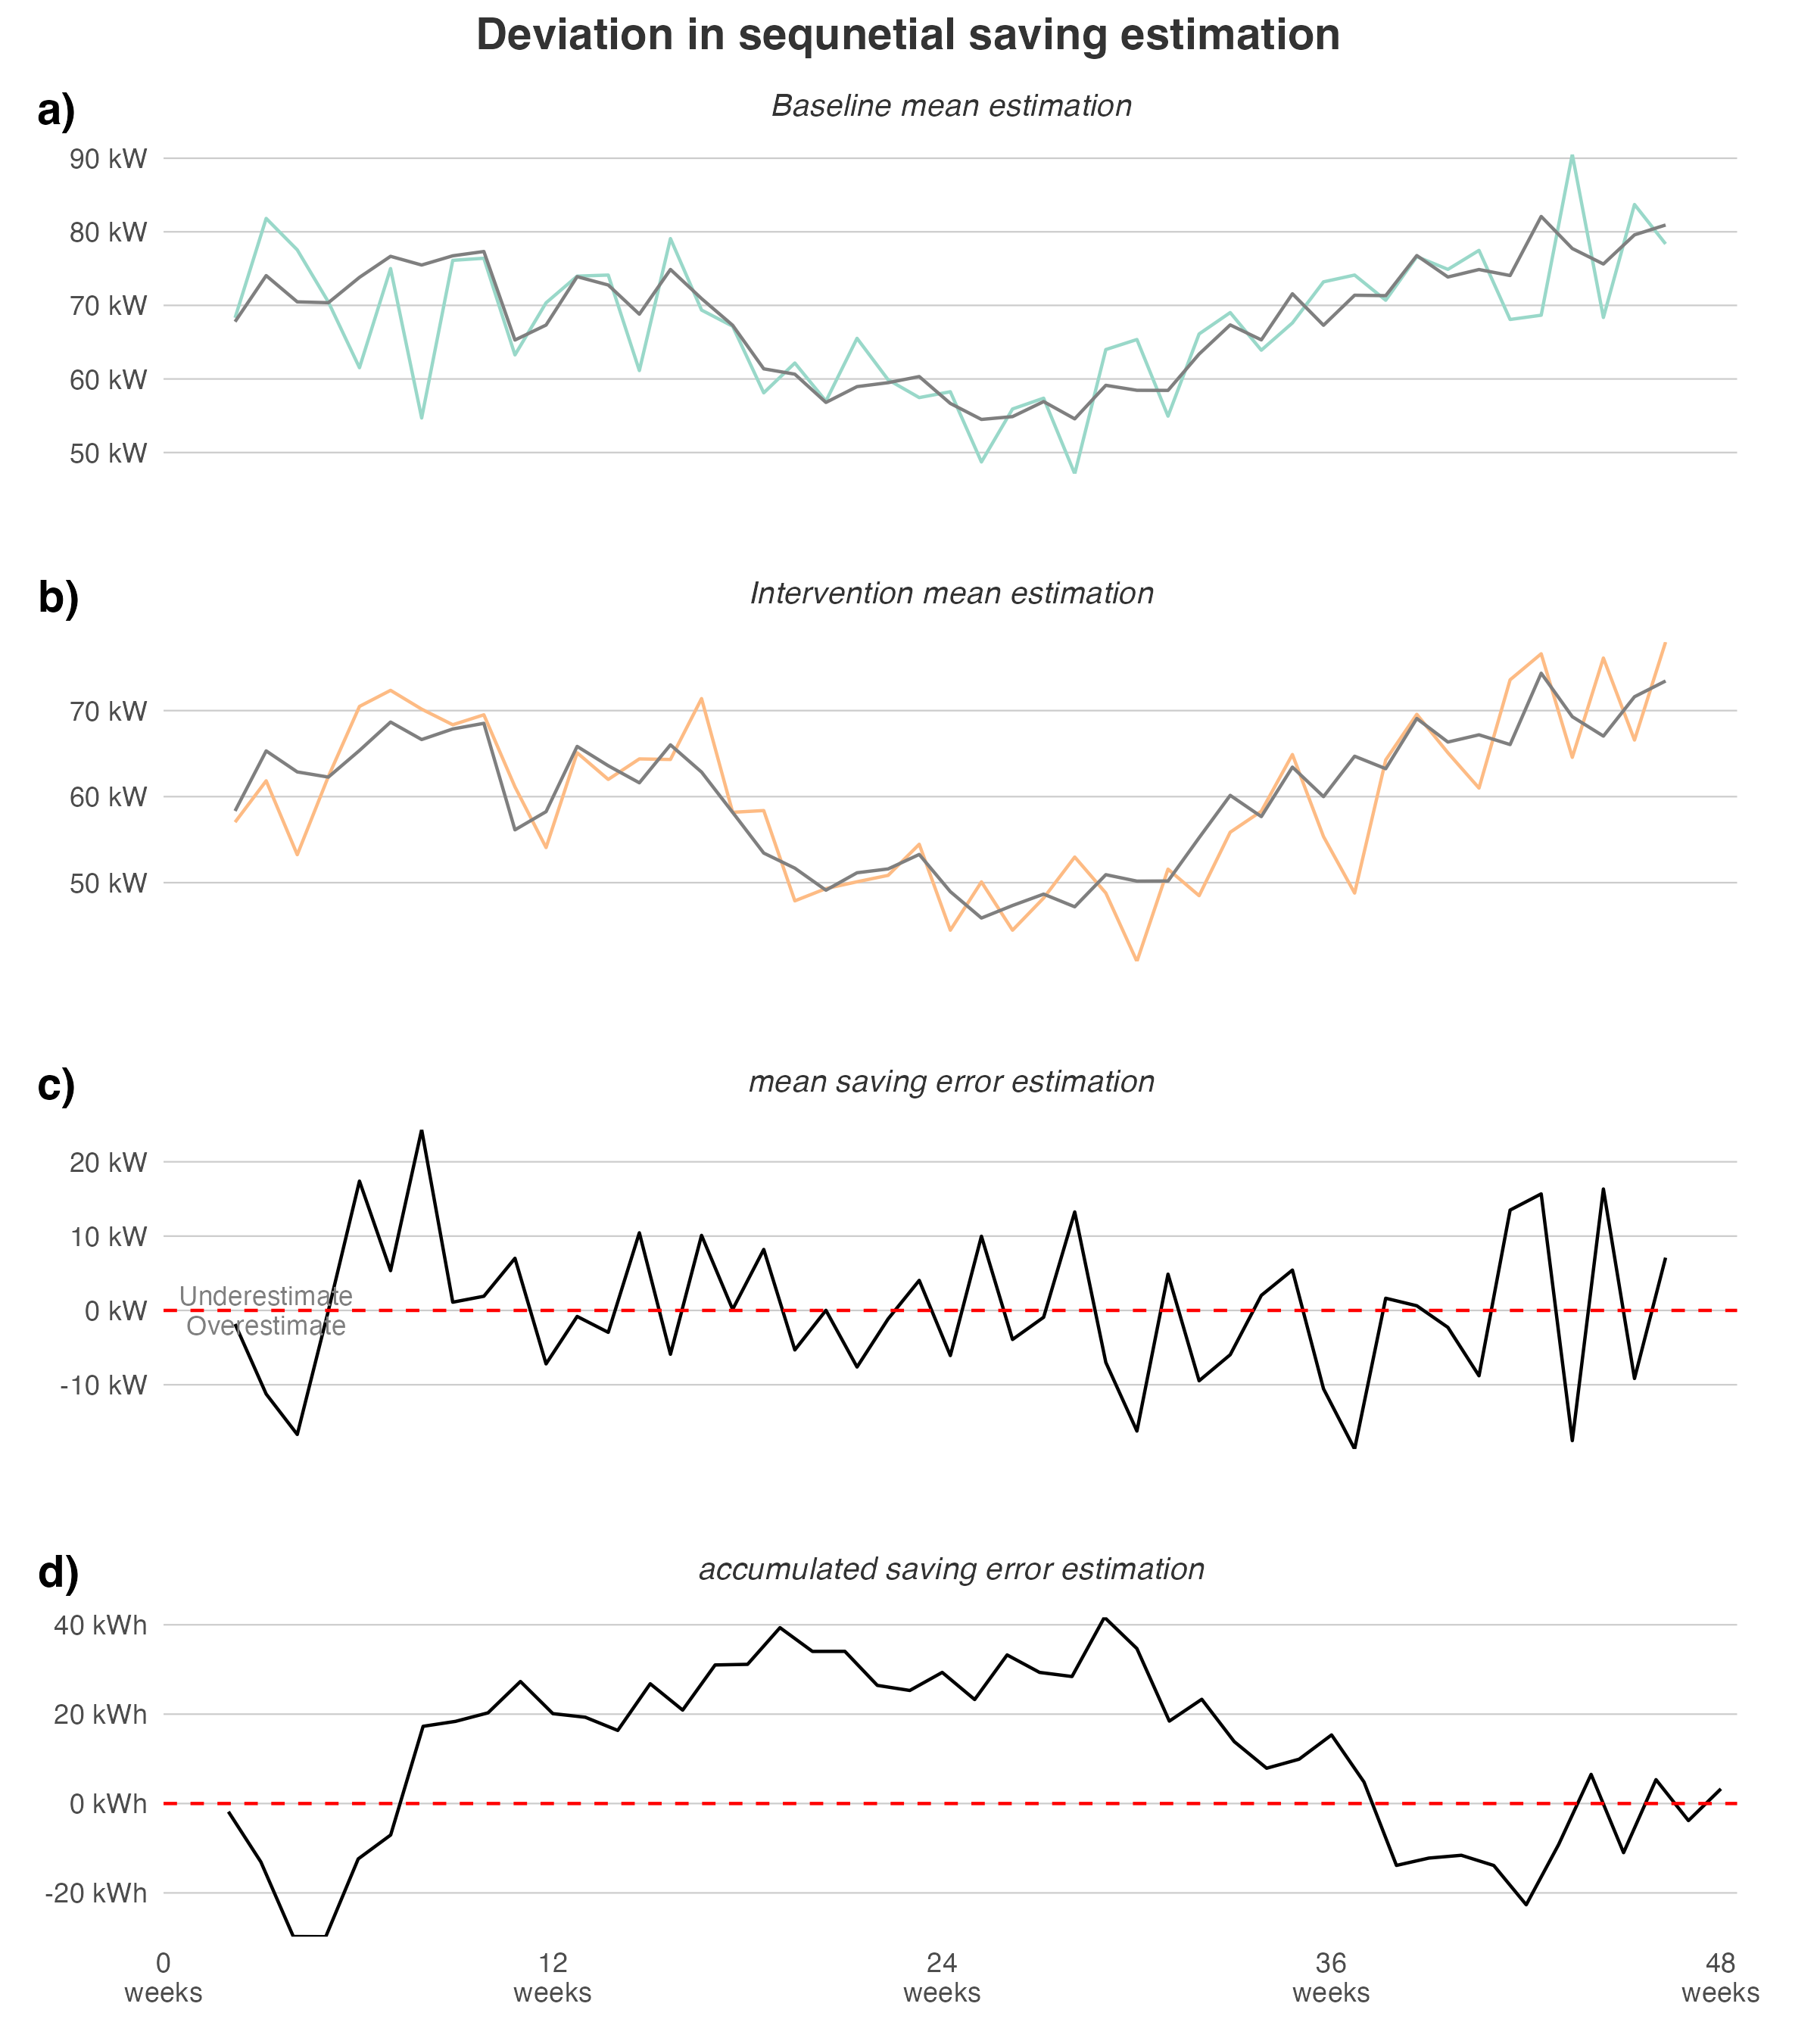 Deviation in sequnetial saving estimation
a)
Baseline mean estimation
90 kW
80 kW
70 kW
60 kW
50 kW
b)
Intervention mean estimation
70 kW
60 kW
50 kW
c)
mean saving error estimation
20 kW
10 kW
Underestimate
0 kW
Overestimate
-10 kW
d)
accumulated saving error estimation
40 kWh
20 kWh
0 kWh
-20 kWh
0 weeks
12 weeks
24 weeks
36 weeks
48 weeks